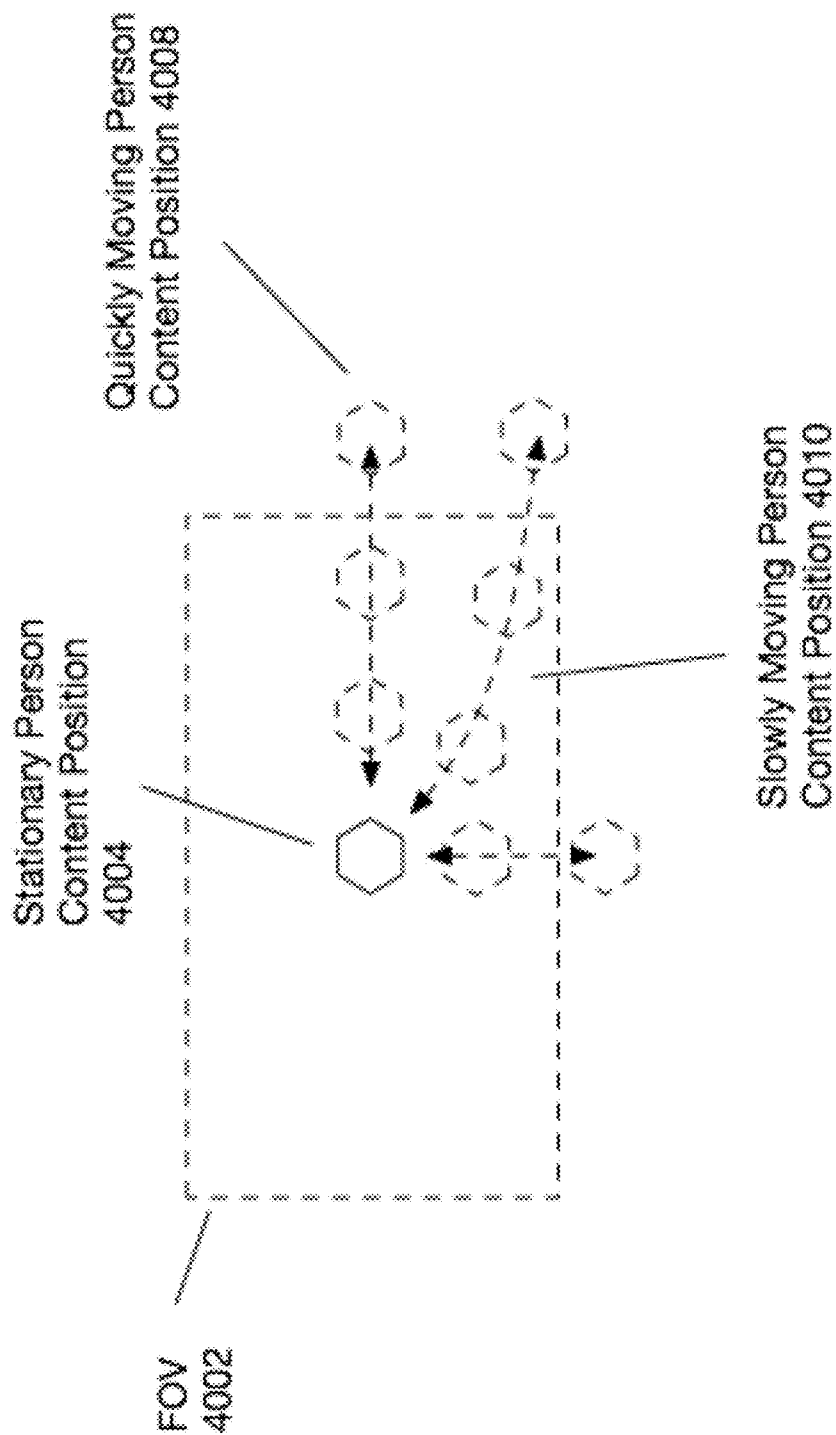 Stationary Person
Content Position
4004
Quickly Moving Person
Content Position 4008
FOV
4002
Slowly Moving Person
Content Position 4010